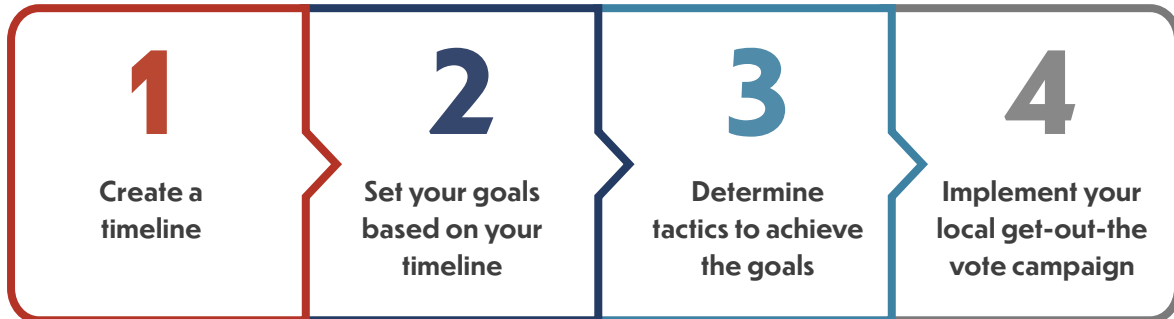 1
Create a
timeline
2
Set your goals
based on your
timeline
3
Determine
tactics to achieve
the goals
4
Implement your
local get-out-the
vote campaign